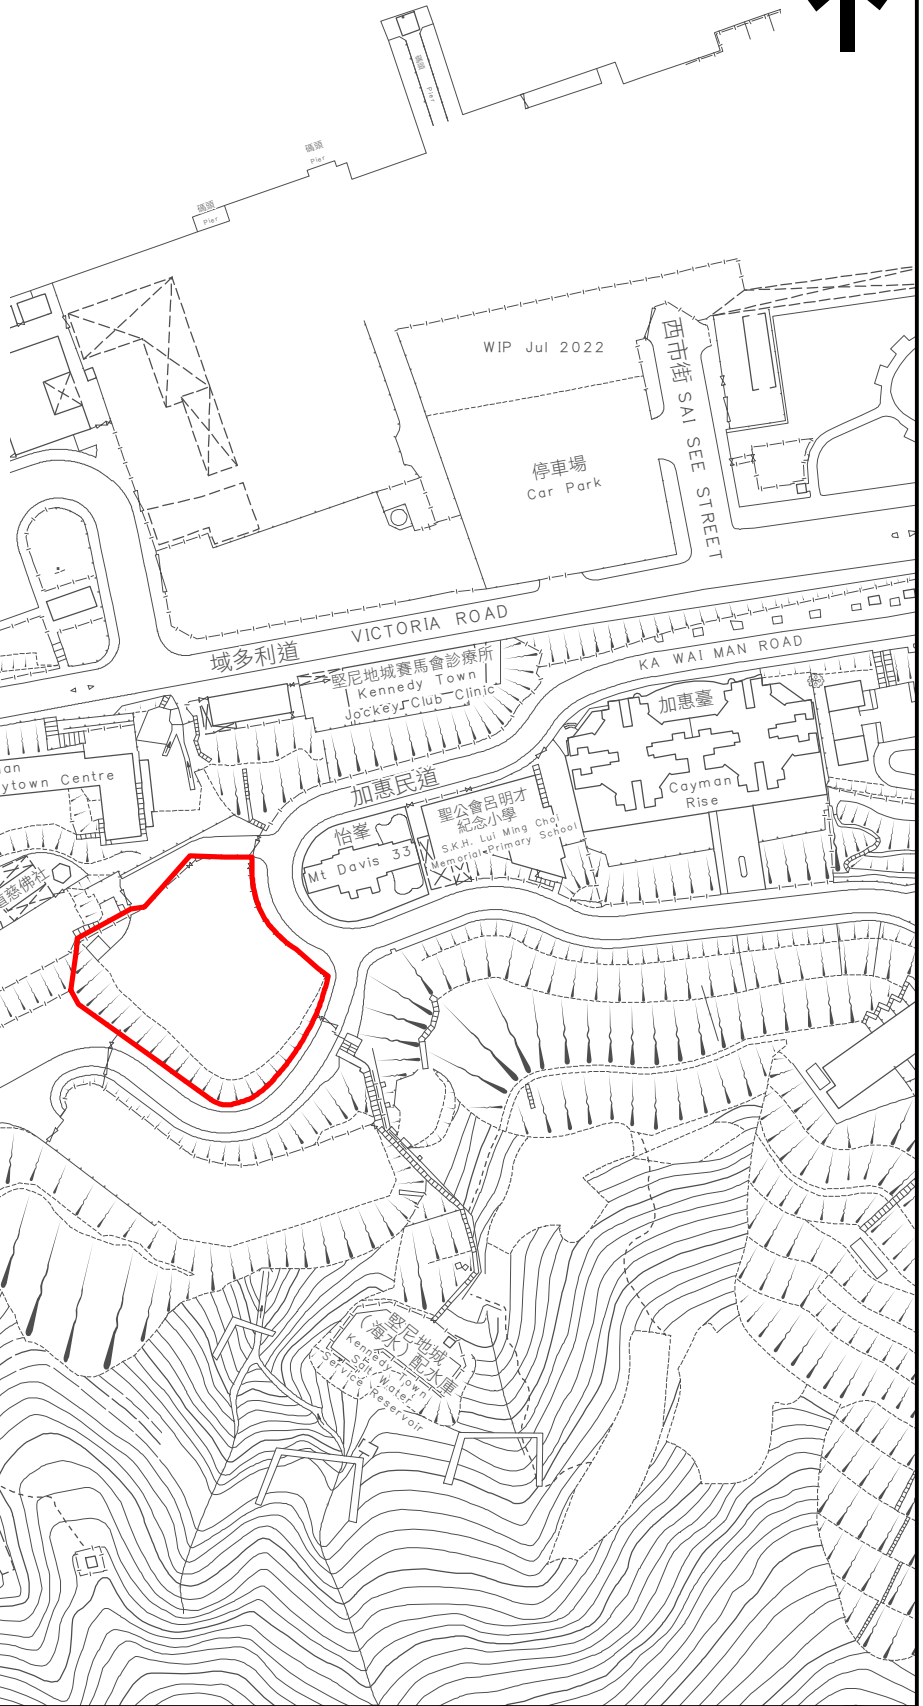 碼頭
Pier
碼頭
Pier
碼頭
Pier
WIP Jul 2022
西市街 SAI SEE STREET
停車場
Car Park
域多利道
VICTORIA ROAD
KA WAI MAN ROAD
堅尼地城賽馬會診療所
Kennedy Town
Jockey Club Clinic
加惠臺
Cayman
Rise
ytown Centre
加惠民道
怡峯
Mt Davis 33
聖公會呂明才
紀念小學
S.K.H. Lui Ming Choi
Memorial Primary School
慈佛社
堅尼地城
海水配水庫
Kennedy Town
Salt Water
Service Reservoir